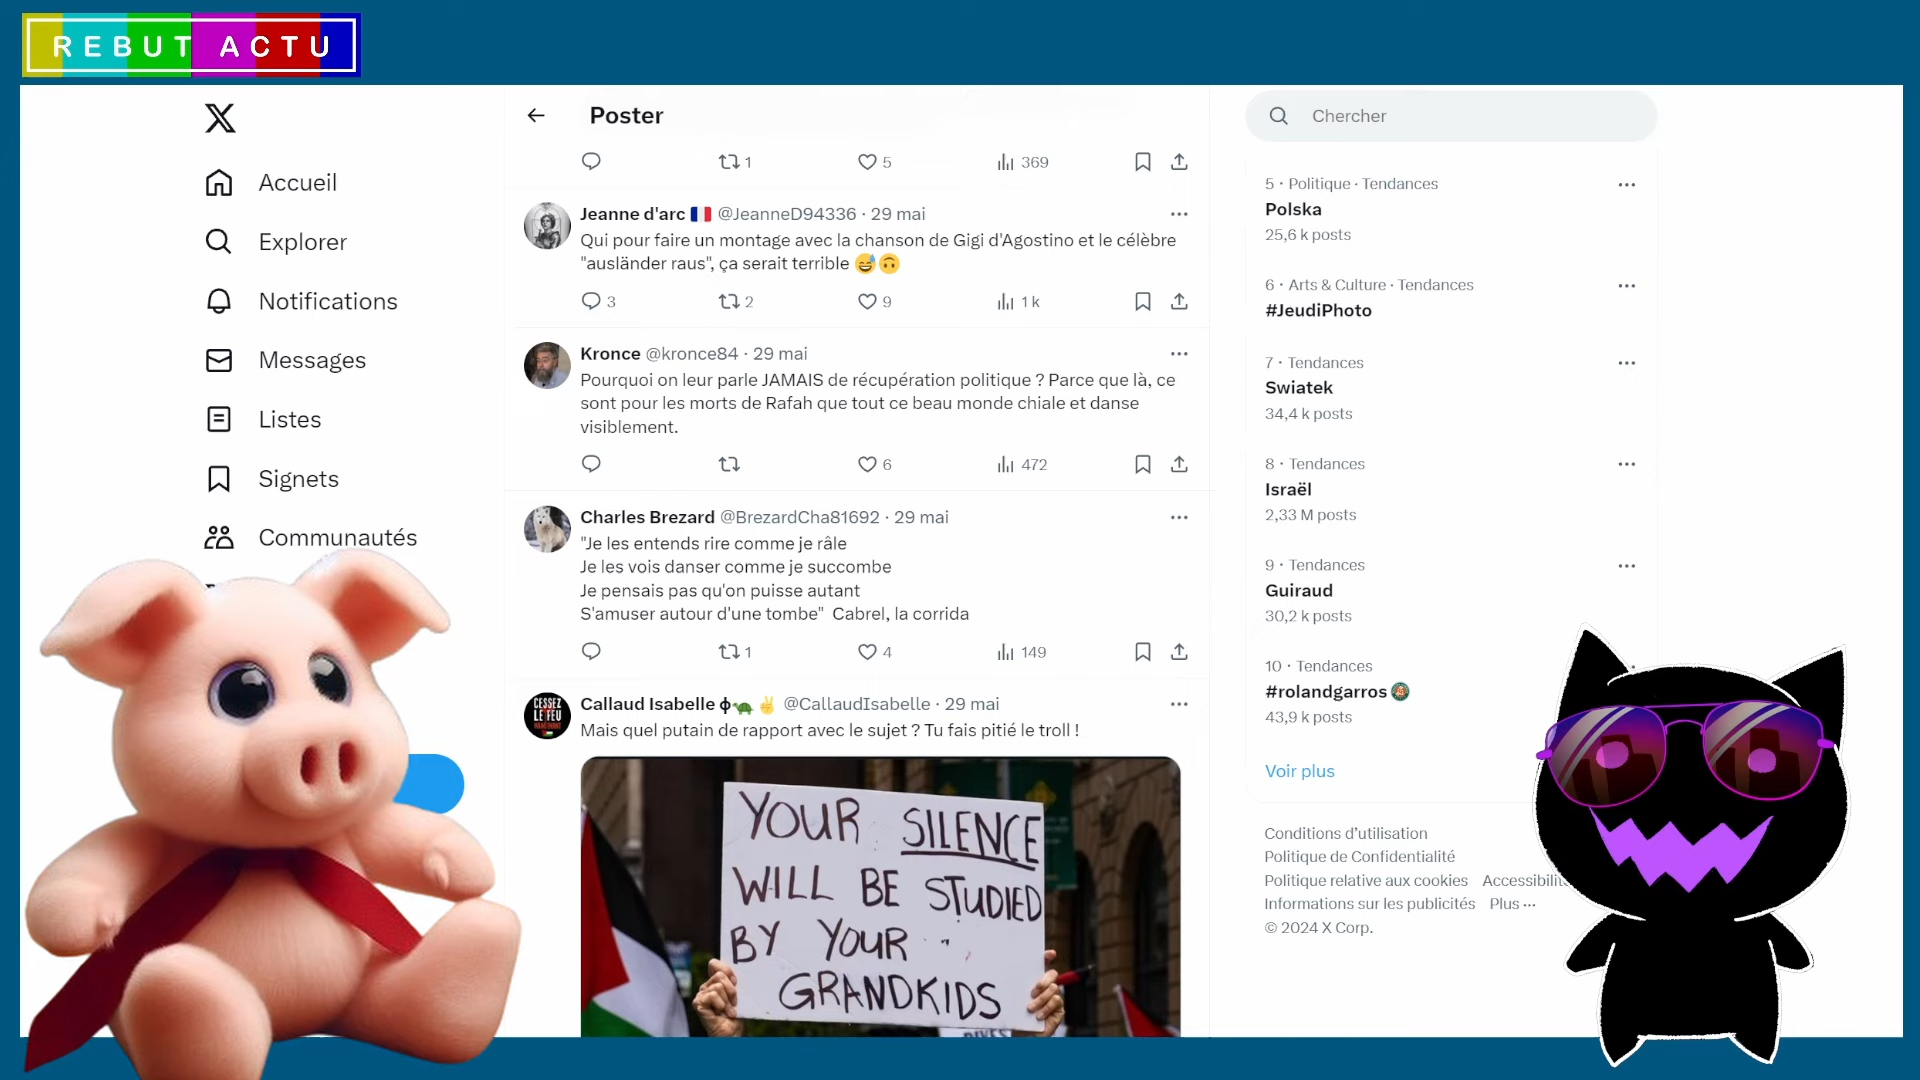 REBUT ACTU
Poster
Chercher
Accueil
Explorer
Notifications
Messages
Listes
Signets
Communautés
1
5
369
Jeanne d'arc 🇫🇷 @JeanneD94336 · 29 mai
Qui pour faire un montage avec la chanson de Gigi d'Agostino et le célèbre
"ausländer raus", ça serait terrible 😅🙃
3
2
9
1 k
Kronce @kronce84 · 29 mai
Pourquoi on leur parle JAMAIS de récupération politique ? Parce que là, ce
sont pour les morts de Rafah que tout ce beau monde chiale et danse
visiblement.
6
472
Charles Brezard @BrezardCha81692 · 29 mai
"Je les entends rire comme je râle
Je les vois danser comme je succombe
Je pensais pas qu'on puisse autant
S'amuser autour d'une tombe" Cabrel, la corrida
1
4
149
CESSEZ
LE FEU
Callaud Isabelle ϕ🐢✌ @CallaudIsabelle · 29 mai
Mais quel putain de rapport avec le sujet ? Tu fais pitié le troll !
YOUR SILENCE
WILL BE STUDIED
BY YOUR
GRANDKIDS
5 · Politique · Tendances
Polska
25,6 k posts
6 · Arts & Culture · Tendances
#JeudiPhoto
7 · Tendances
Swiatek
34,4 k posts
8 · Tendances
Israël
2,33 M posts
9 · Tendances
Guiraud
30,2 k posts
10 · Tendances
#rolandgarros
43,9 k posts
Voir plus
Conditions d'utilisation
Politique de Confidentialité
Politique relative aux cookies Accessibilité
Informations sur les publicités Plus ···
© 2024 X Corp.